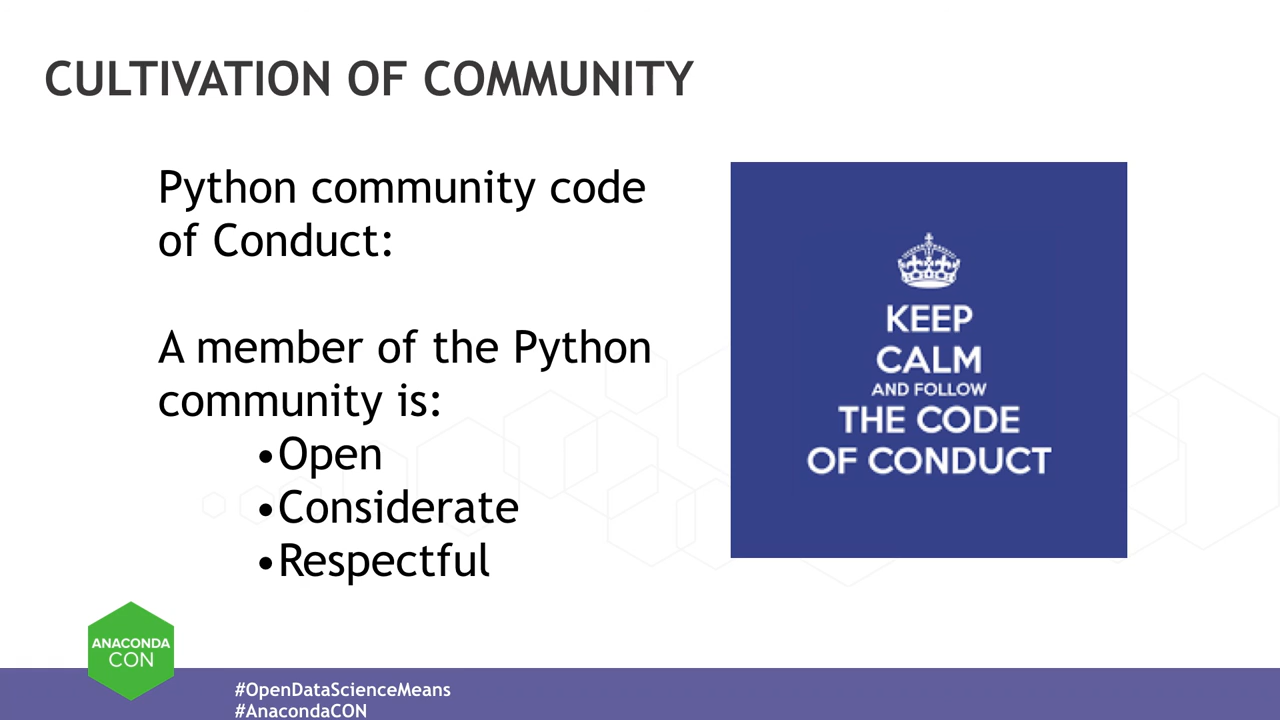 CULTIVATION OF COMMUNITY
Python community code
of Conduct:
A member of the Python
community is:
•Open
•Considerate
•Respectful
KEEP
CALM
AND FOLLOW
THE CODE
OF CONDUCT
ANACONDA
CON
#OpenDataScienceMeans
#AnacondaCON